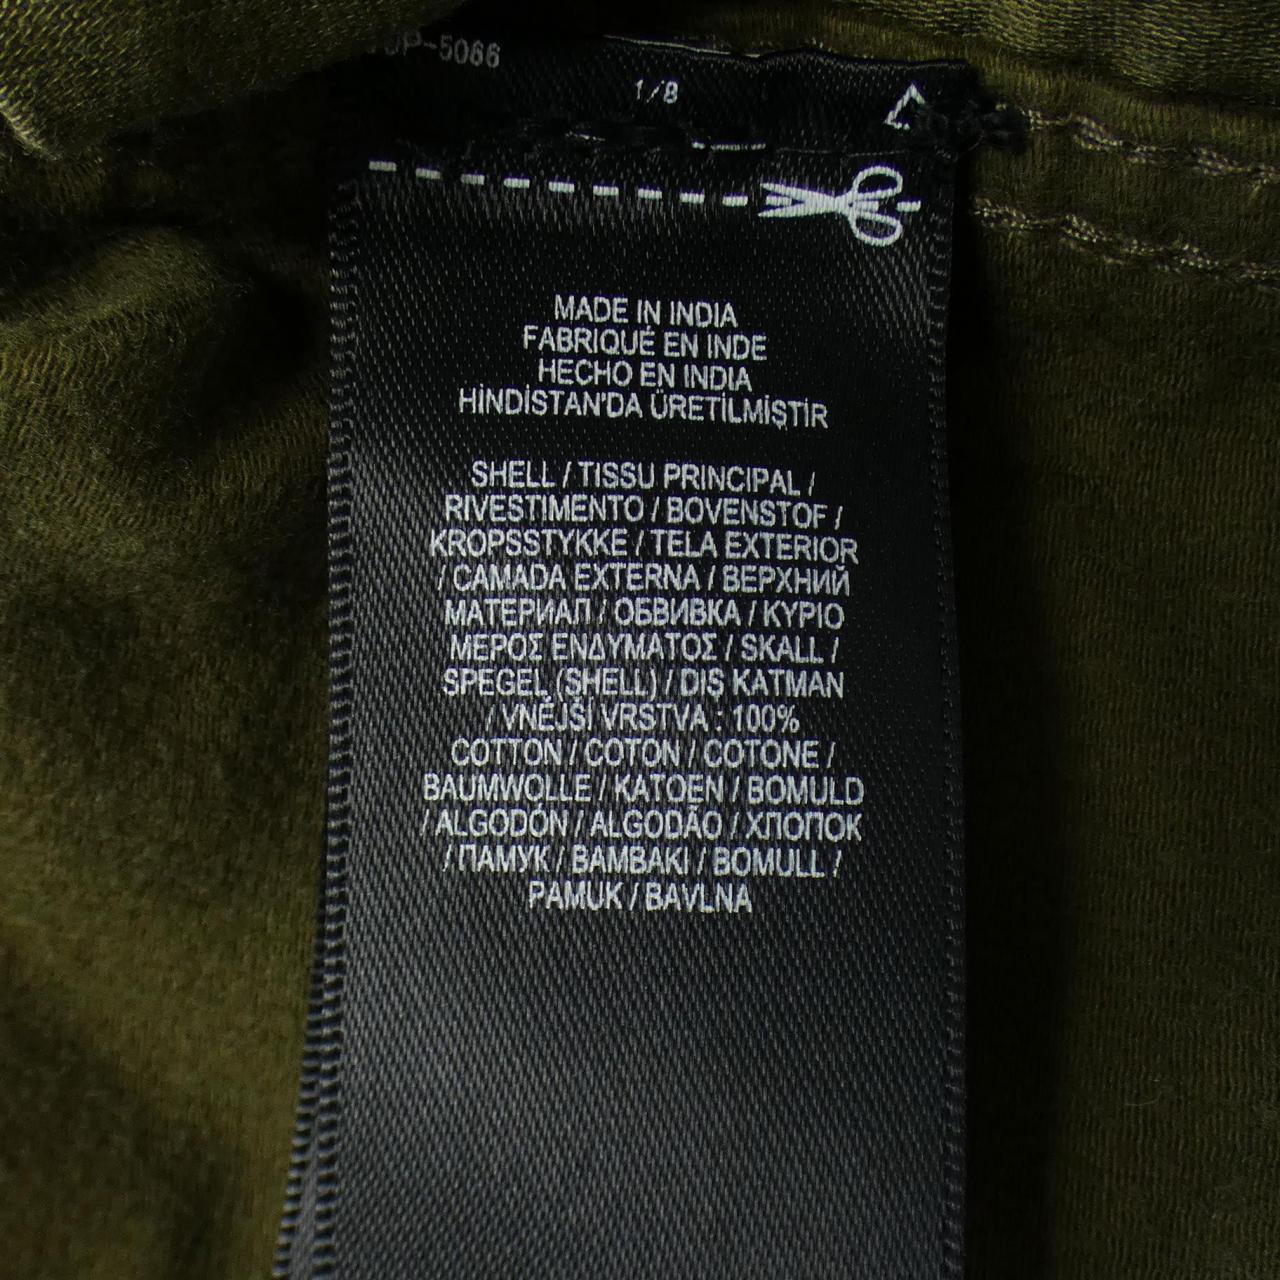 P-5066
1/8
MADE IN INDIA
FABRIQUÉ EN INDE
HECHO EN INDIA
HİNDİSTAN'DA ÜRETİLMİŞTİR
SHELL / TISSU PRINCIPAL /
RIVESTIMENTO / BOVENSTOF /
KROPSSTYKKE / TELA EXTERIOR
/ CAMADA EXTERNA / ВЕРХНИЙ
МАТЕРИАЛ / ОБВИВКА / ΚΥΡΙΟ
ΜΕΡΟΣ ΕΝΔΥΜΑΤΟΣ / SKALL /
SPEGEL (SHELL) / DIŞ KATMAN
/ VNĚJŠÍ VRSTVA : 100%
COTTON / COTON / COTONE /
BAUMWOLLE / KATOEN / BOMULD
/ ALGODÓN / ALGODÃO / ХЛОПОК
/ ПАМУК / ΒΑΜΒΑΚΙ / BOMULL /
PAMUK / BAVLNA